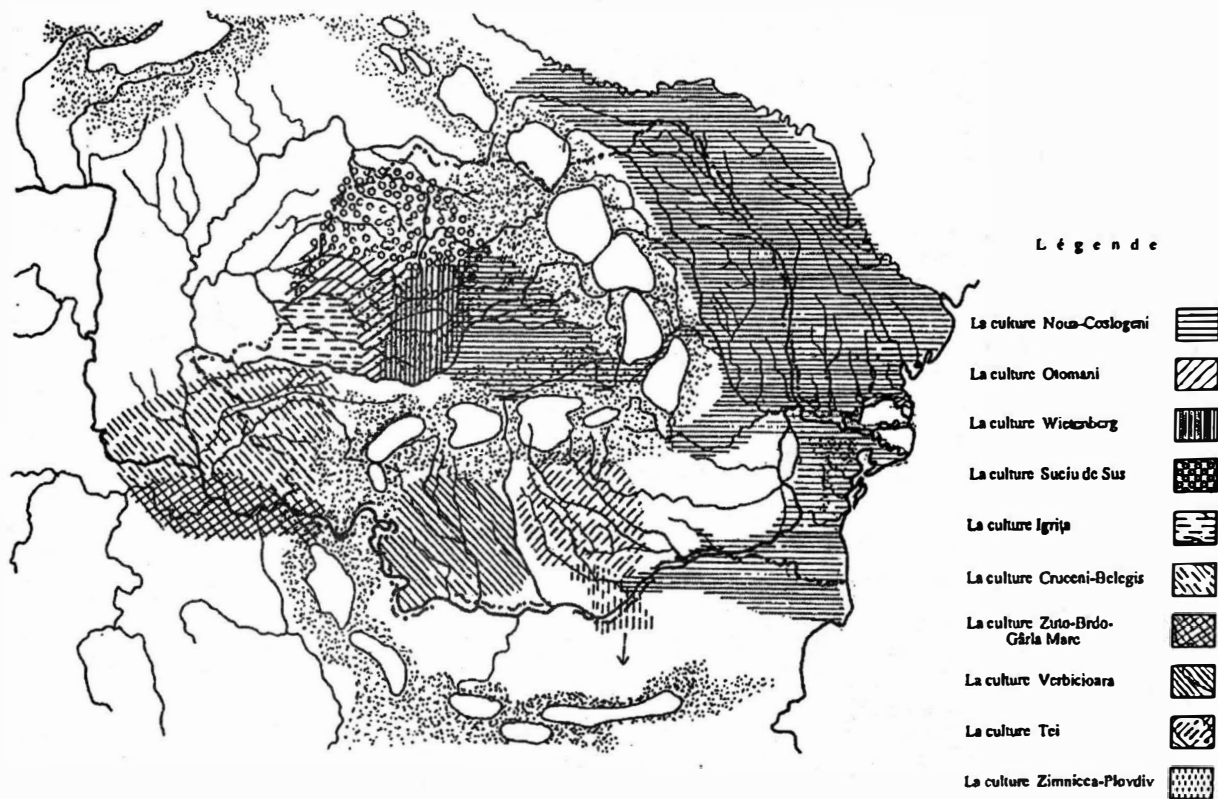 Légende
La culture Noua-Coslogeni
La culture Otomani
La culture Wietenberg
La culture Suciu de Sus
La culture Igrița
La culture Cruceni-Belegis
La culture Zuto-Brdo-
Gârla Mare
La culture Verbicioara
La culture Tei
La culture Zimnicea-Plovdiv